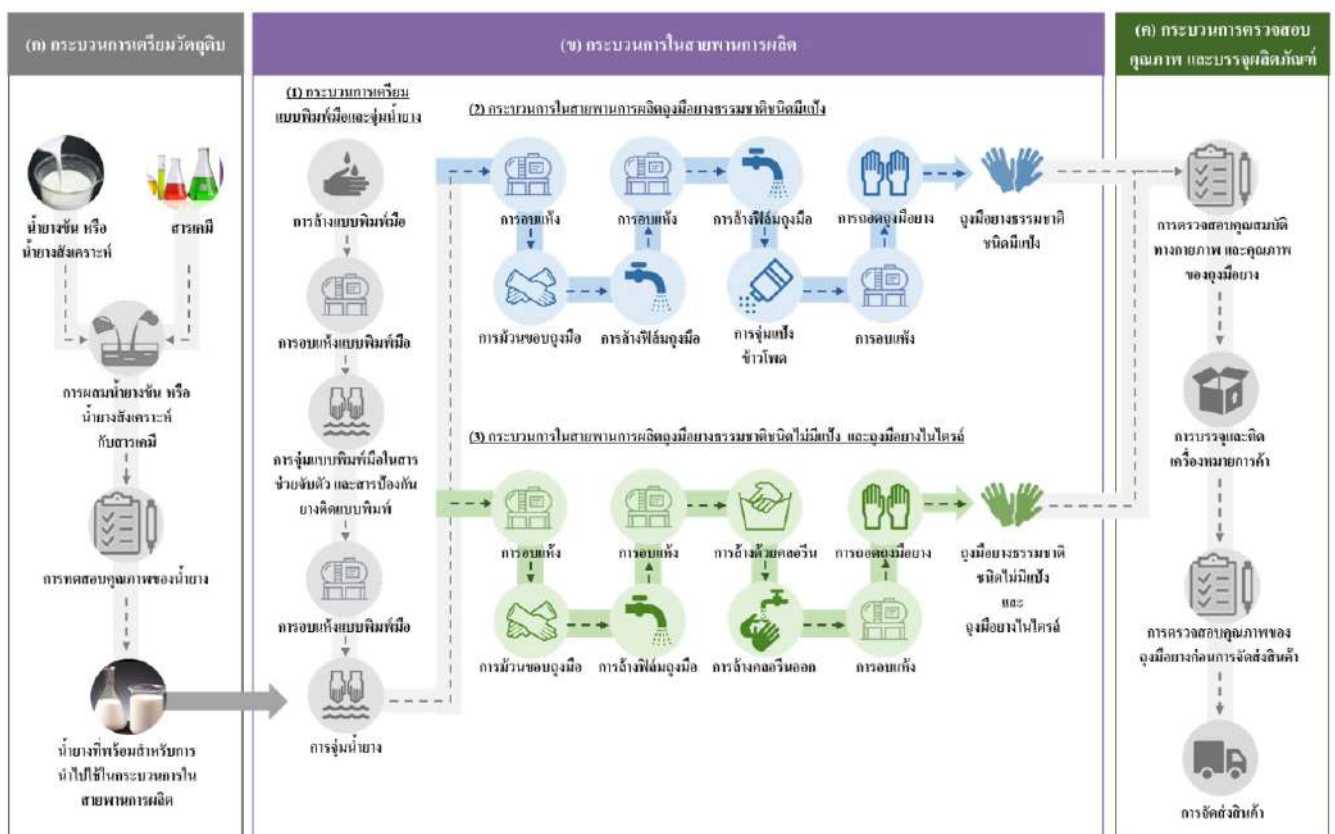 (ก) กระบวนการเตรียมวัตถุดิบ
น้ำยางข้น หรือ
น้ำยางสังเคราะห์
สารเคมี
การผสมน้ำยางข้น หรือ
น้ำยางสังเคราะห์
กับสารเคมี
การทดสอบคุณภาพของน้ำยาง
น้ำยางที่พร้อมสำหรับการ
นำไปใช้ในกระบวนการใน
สายพานการผลิต
(ข) กระบวนการในสายพานการผลิต
(1) กระบวนการเตรียม
แบบพิมพ์มือและจุ่มน้ำยาง
การล้างแบบพิมพ์มือ
การอบแห้งแบบพิมพ์มือ
การจุ่มแบบพิมพ์มือในสาร
ช่วยจับตัว และสารป้องกัน
ยางติดแบบพิมพ์
การอบแห้งแบบพิมพ์มือ
การจุ่มน้ำยาง
(2) กระบวนการในสายพานการผลิตถุงมือยางธรรมชาติชนิดมีแป้ง
การอบแห้ง
การอบแห้ง
การล้างฟิล์มถุงมือ
การถอดถุงมือยาง
ถุงมือยางธรรมชาติ
ชนิดมีแป้ง
การม้วนขอบถุงมือ
การล้างฟิล์มถุงมือ
การจุ่มแป้ง
ข้าวโพด
การอบแห้ง
(3) กระบวนการในสายพานการผลิตถุงมือยางธรรมชาติชนิดไม่มีแป้ง และถุงมือยางไนไตรล์
การอบแห้ง
การอบแห้ง
การล้างด้วยคลอรีน
การถอดถุงมือยาง
ถุงมือยางธรรมชาติ
ชนิดไม่มีแป้ง
และ
ถุงมือยางไนไตรล์
การม้วนขอบถุงมือ
การล้างฟิล์มถุงมือ
การล้างคลอรีนออก
การอบแห้ง
(ค) กระบวนการตรวจสอบ
คุณภาพ และบรรจุผลิตภัณฑ์
การตรวจสอบคุณสมบัติ
ทางกายภาพ และคุณภาพ
ของถุงมือยาง
การบรรจุและติด
เครื่องหมายการค้า
การตรวจสอบคุณภาพของ
ถุงมือยางก่อนการจัดส่งสินค้า
การจัดส่งสินค้า